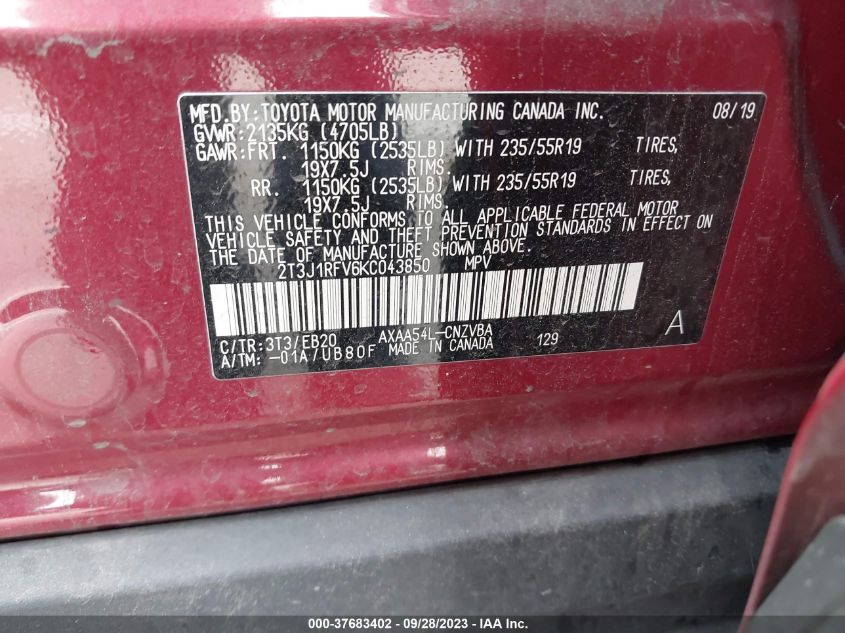 MFD.BY:TOYOTA MOTOR MANUFACTURING CANADA INC. 08/19
GVWR:2135KG (4705LB)
GAWR:FRT. 1150KG (2535LB) WITH 235/55R19 TIRES,
19X7.5J RIMS.
RR. 1150KG (2535LB) WITH 235/55R19 TIRES,
19X7.5J RIMS.
THIS VEHICLE CONFORMS TO ALL APPLICABLE FEDERAL MOTOR
VEHICLE SAFETY AND THEFT PREVENTION STANDARDS IN EFFECT ON
THE DATE OF MANUFACTURE SHOWN ABOVE.
2T3J1RFV6KC043850 MPV
C/TR:3T3/EB20 AXAA54L-CNZVBA 129 A
A/TM:-01A/UB80F MADE IN CANADA
000-37683402 - 09/28/2023 - IAAI Inc.